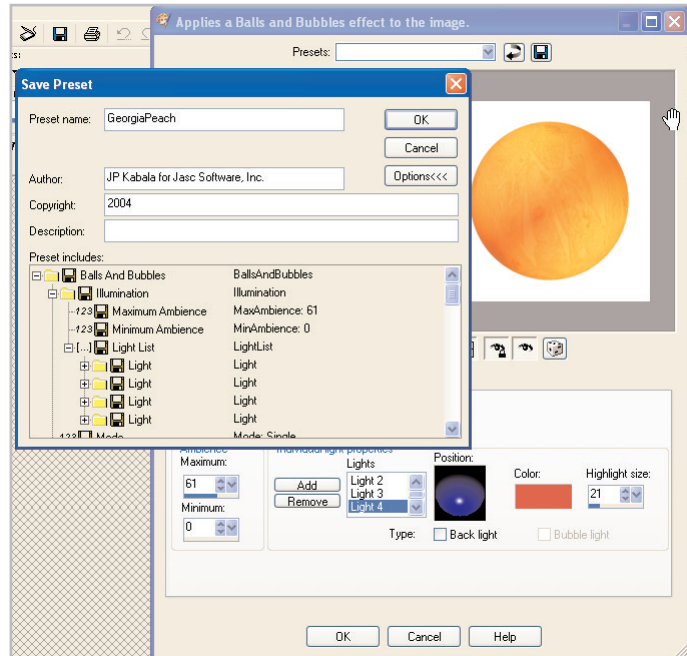 Applies a Balls and Bubbles effect to the image.
Presets:
Save Preset
Preset name: GeorgiaPeach
OK
Cancel
Author: JP Kabala for Jasc Software, Inc.
Options<<<
Copyright: 2004
Description:
Preset includes:
Balls And Bubbles BallsAndBubbles
Illumination Illumination
123 Maximum Ambience MaxAmbience: 61
123 Minimum Ambience MinAmbience: 0
[...] Light List LightList
Light Light
Light Light
Light Light
Light Light
123 Mode Mode: Single
Ambience
Individual light properties
Maximum:
61
Minimum:
0
Lights
Add
Remove
Light 2
Light 3
Light 4
Position:
Color:
Highlight size:
21
Type: Back light Bubble light
OK Cancel Help